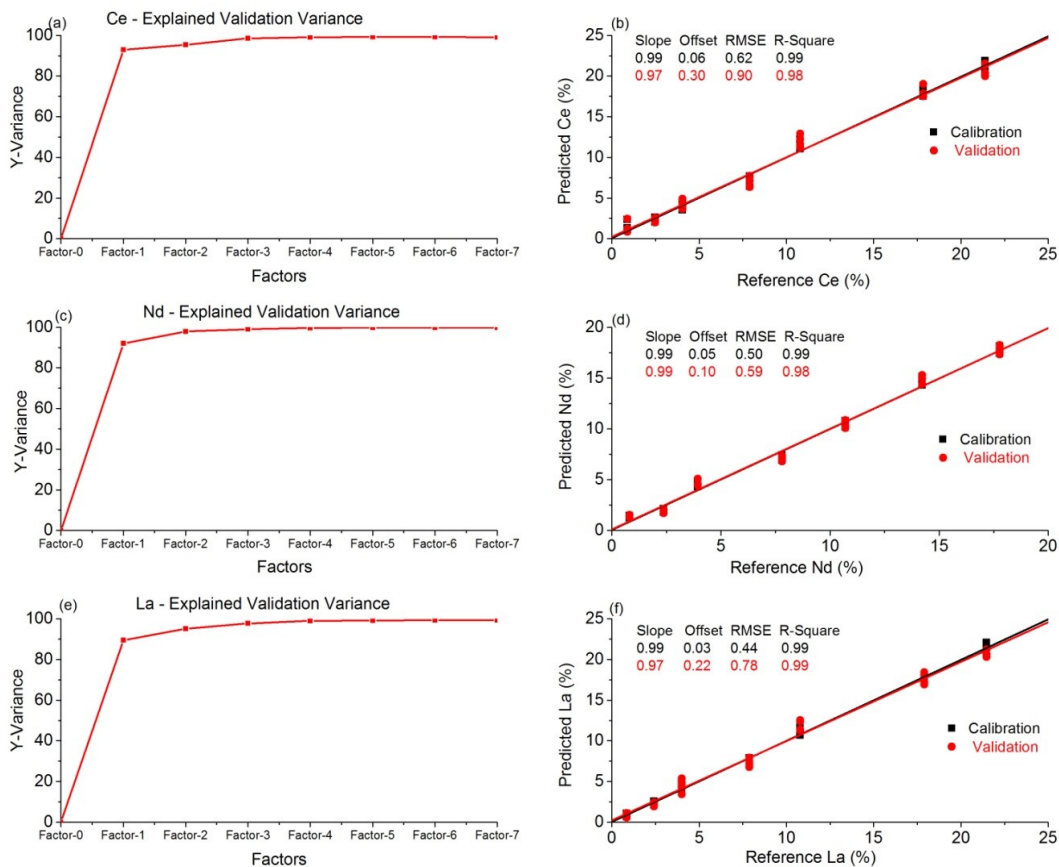 (a)
Ce - Explained Validation Variance
100
80
60
40
20
0
Y-Variance
Factor-0 Factor-1 Factor-2 Factor-3 Factor-4 Factor-5 Factor-6 Factor-7
Factors
(b)
Slope Offset RMSE R-Square
0.99 0.06 0.62 0.99
0.97 0.30 0.90 0.98
25
20
15
10
5
0
Predicted Ce (%)
Calibration
Validation
0 5 10 15 20 25
Reference Ce (%)
(c)
Nd - Explained Validation Variance
100
80
60
40
20
0
Y-Variance
Factor-0 Factor-1 Factor-2 Factor-3 Factor-4 Factor-5 Factor-6 Factor-7
Factors
(d)
Slope Offset RMSE R-Square
0.99 0.05 0.50 0.99
0.99 0.10 0.59 0.98
20
15
10
5
0
Predicted Nd (%)
Calibration
Validation
0 5 10 15 20
Reference Nd (%)
(e)
La - Explained Validation Variance
100
80
60
40
20
0
Y-Variance
Factor-0 Factor-1 Factor-2 Factor-3 Factor-4 Factor-5 Factor-6 Factor-7
Factors
(f)
Slope Offset RMSE R-Square
0.99 0.03 0.44 0.99
0.97 0.22 0.78 0.99
25
20
15
10
5
0
Predicted La (%)
Calibration
Validation
0 5 10 15 20 25
Reference La (%)